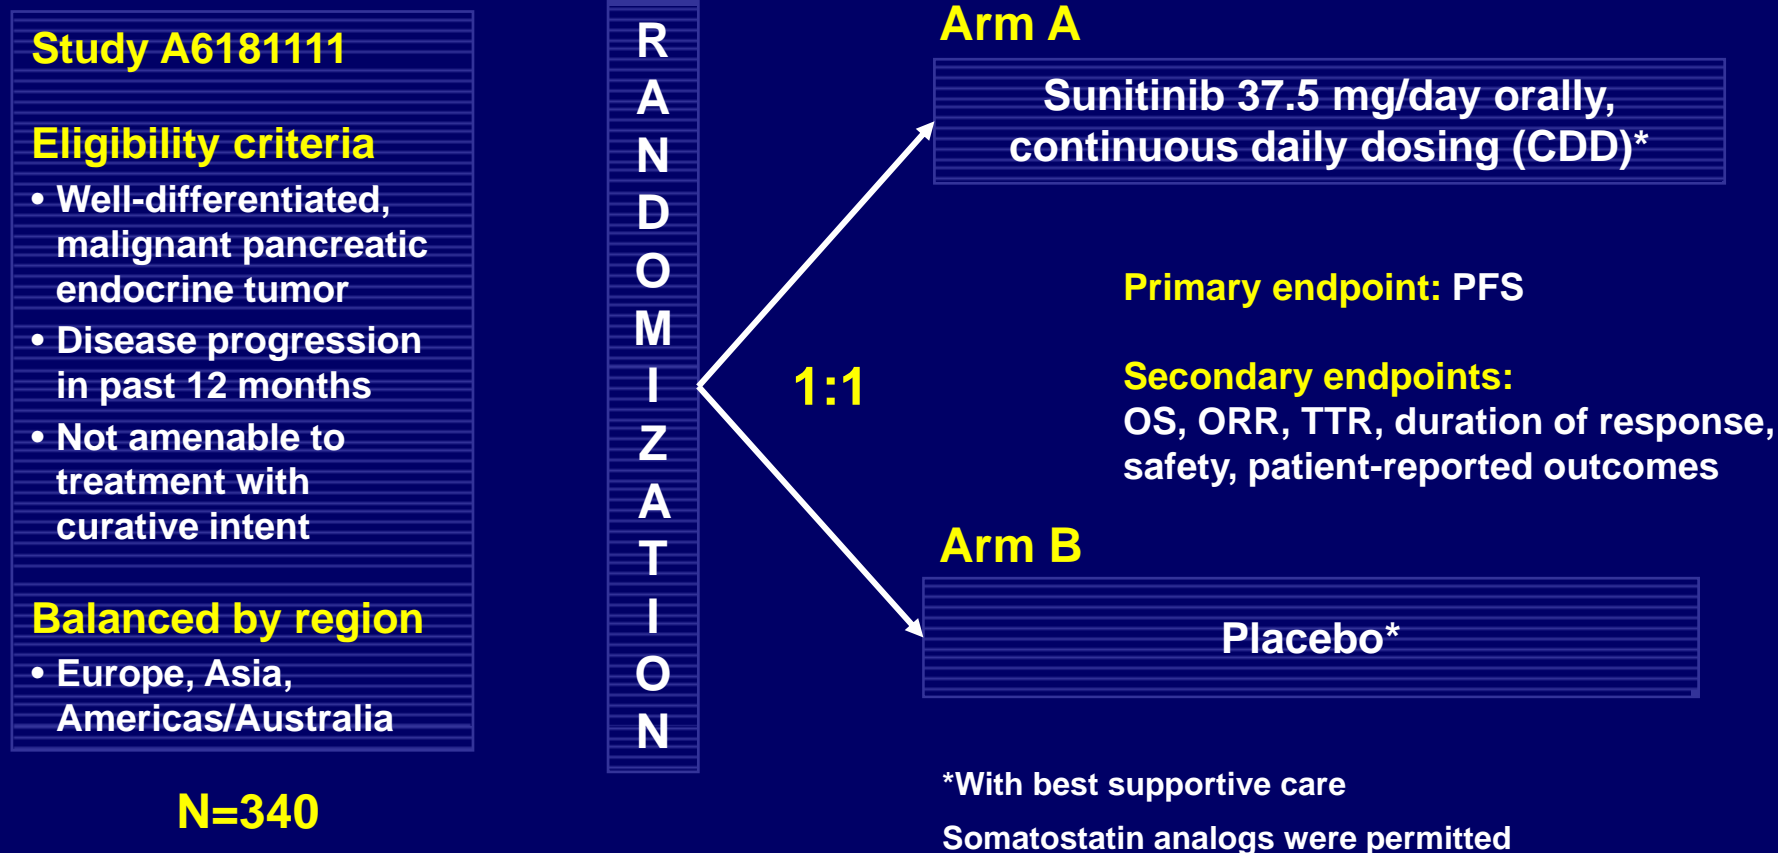 Study A6181111
Eligibility criteria
• Well-differentiated,
malignant pancreatic
endocrine tumor
• Disease progression
in past 12 months
• Not amenable to
treatment with
curative intent
Balanced by region
• Europe, Asia,
Americas/Australia
N=340
R
A
N
D
O
M
I
Z
A
T
I
O
N
1:1
Arm A
Sunitinib 37.5 mg/day orally,
continuous daily dosing (CDD)*
Primary endpoint: PFS
Secondary endpoints:
OS, ORR, TTR, duration of response,
safety, patient-reported outcomes
Arm B
Placebo*
*With best supportive care
Somatostatin analogs were permitted